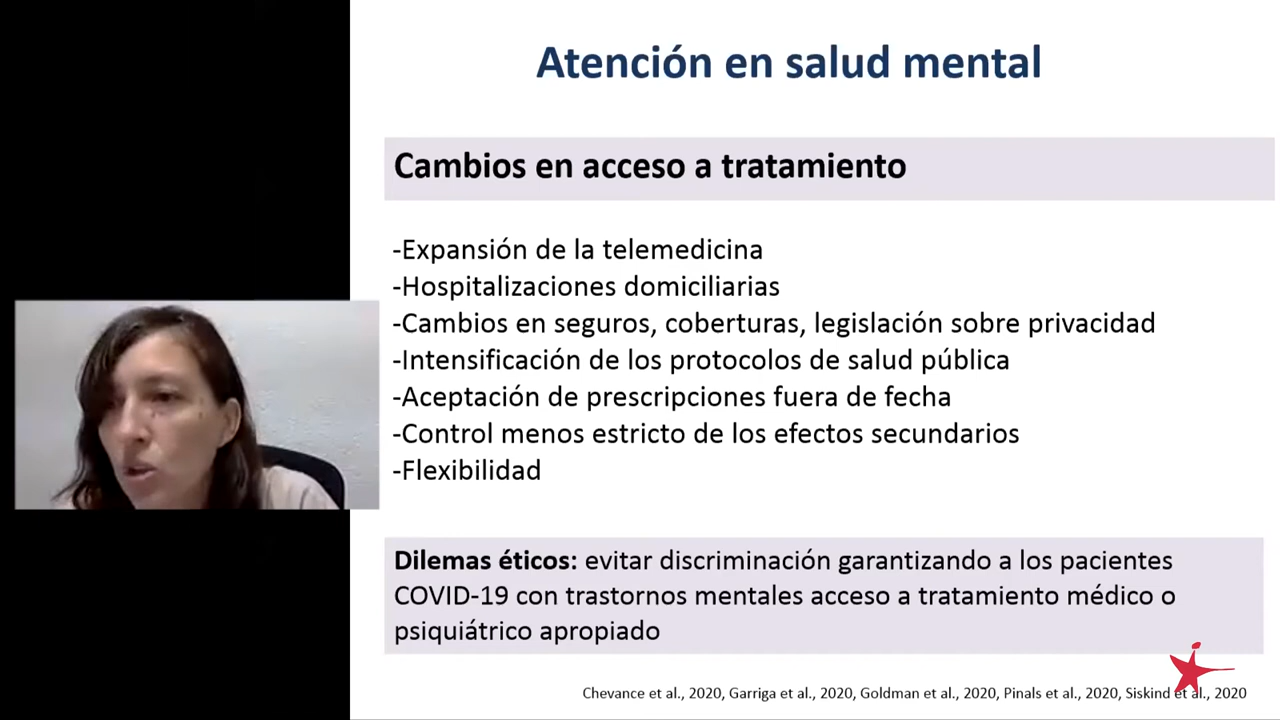 Atención en salud mental
Cambios en acceso a tratamiento
-Expansión de la telemedicina
-Hospitalizaciones domiciliarias
-Cambios en seguros, coberturas, legislación sobre privacidad
-Intensificación de los protocolos de salud pública
-Aceptación de prescripciones fuera de fecha
-Control menos estricto de los efectos secundarios
-Flexibilidad
Dilemas éticos: evitar discriminación garantizando a los pacientes
COVID-19 con trastornos mentales acceso a tratamiento médico o
psiquiátrico apropiado
Chevance et al., 2020, Garriga et al., 2020, Goldman et al., 2020, Pinals et al., 2020, Siskind et al., 2020